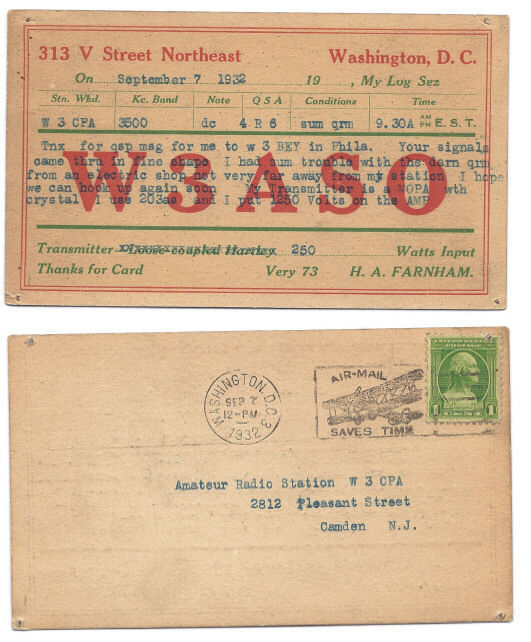 313 V Street Northeast Washington, D. C.
On September 7 1932 19 , My Log Sez
Stn. Wkd. Kc. Band Note Q S A Conditions Time
W 3 CPA 3500 dc 4 R 6 sum qrm 9.30A AM PM E. S. T.
W3ASO
Tnx for qsp msg for me to w 3 BEY in Phila. Your signals
came thru in fine shape I had sum trouble with the darn qrm
from an electric shop not very far away from my station I hope
we can hook up again soon My Transmitter is a MOPA wth
crystal I use 203as and I put 1250 Volts on the AMP
Transmitter Loose-coupled Hartley 250 Watts Input
Thanks for Card Very 73 H. A. FARNHAM.
WASHINGTON, D.C. 3
SEP 7
12-PM
1932
AIR-MAIL
SAVES TIME
1 1
Amateur Radio Station W 3 CPA
2812 Pleasant Street
Camden N.J.